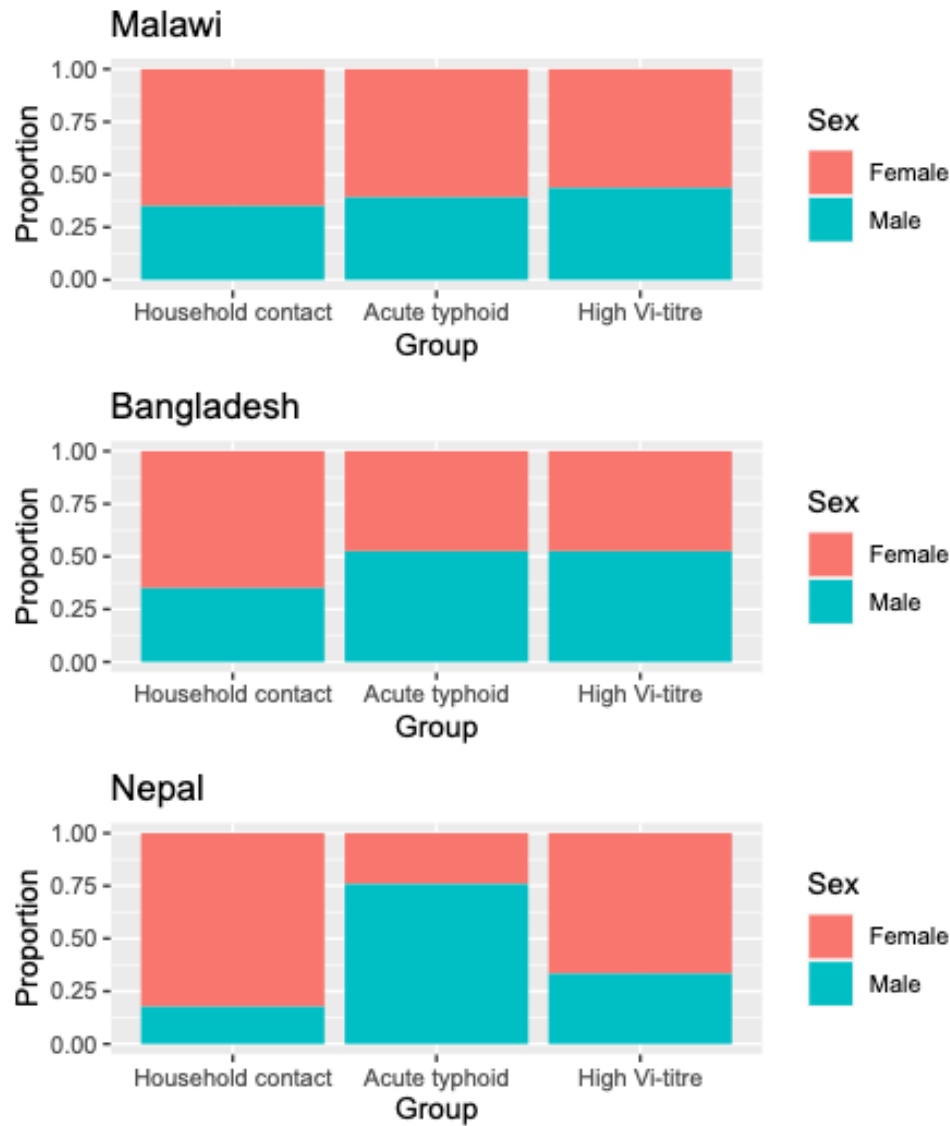 Malawi
1.00
0.75
0.50
0.25
0.00
Proportion
Household contact Acute typhoid High Vi-titre
Group
Sex
Female
Male
Bangladesh
1.00
0.75
0.50
0.25
0.00
Proportion
Household contact Acute typhoid High Vi-titre
Group
Sex
Female
Male
Nepal
1.00
0.75
0.50
0.25
0.00
Proportion
Household contact Acute typhoid High Vi-titre
Group
Sex
Female
Male